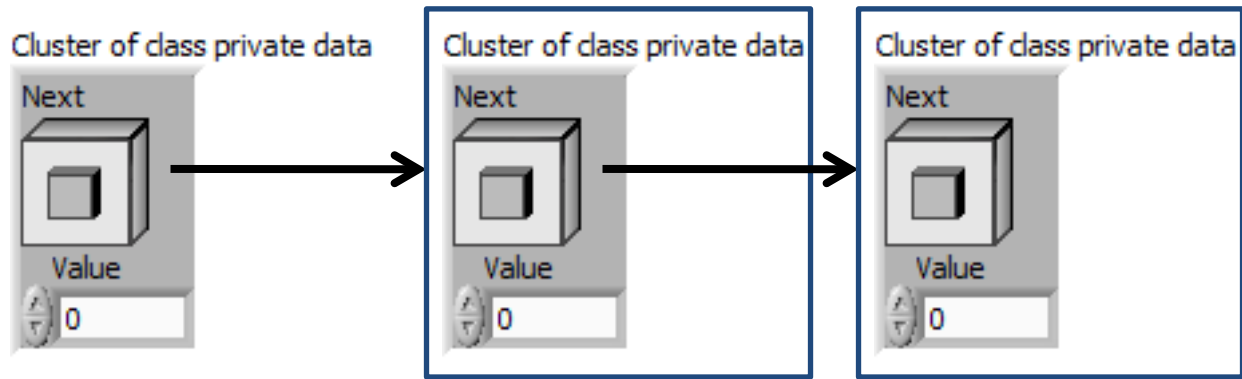 Cluster of class private data
Next
Value
0
Cluster of class private data
Next
Value
0
Cluster of class private data
Next
Value
0